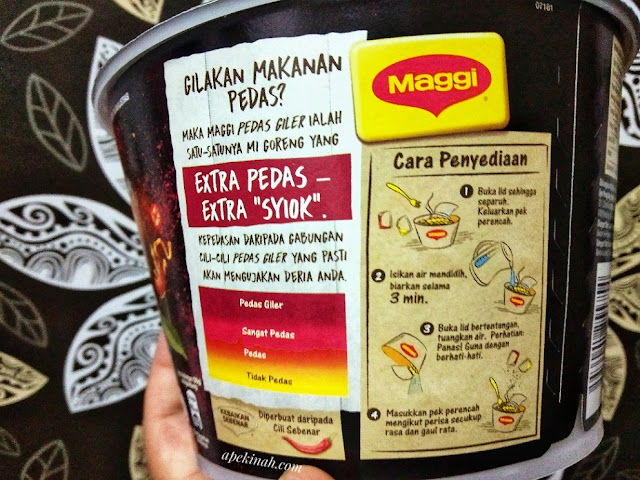 07181
GILAKAN MAKANAN
PEDAS?
MAKA MAGGI PEDAS GILER IALAH
SATU-SATUNYA MI GORENG YANG
EXTRA PEDAS –
EXTRA "SYIOK".
KEPEDASAN DARIPADA GABUNGAN
CILI-CILI PEDAS GILER YANG PASTI
AKAN MENGUJAKAN DERIA ANDA.
Pedas Giler
Sangat Pedas
Pedas
Tidak Pedas
KEBAIKAN
SEBENAR
Diperbuat daripada
Cili Sebenar
apekinah.com
Maggi
Cara Penyediaan
1 Buka lid sehingga
separuh.
Keluarkan pek
perencah.
2 Isikan air mendidih,
biarkan selama
3 min.
3 Buka lid bertentangan,
tuangkan air. Perhatian:
Panas! Guna dengan
berhati-hati.
4 Masukkan pek perencah
mengikut perisa secukup
rasa dan gaul rata.